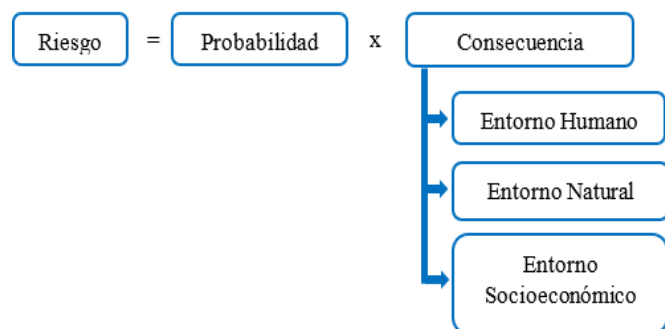 Riesgo = Probabilidad x Consecuencia
Entorno Humano
Entorno Natural
Entorno
Socioeconómico